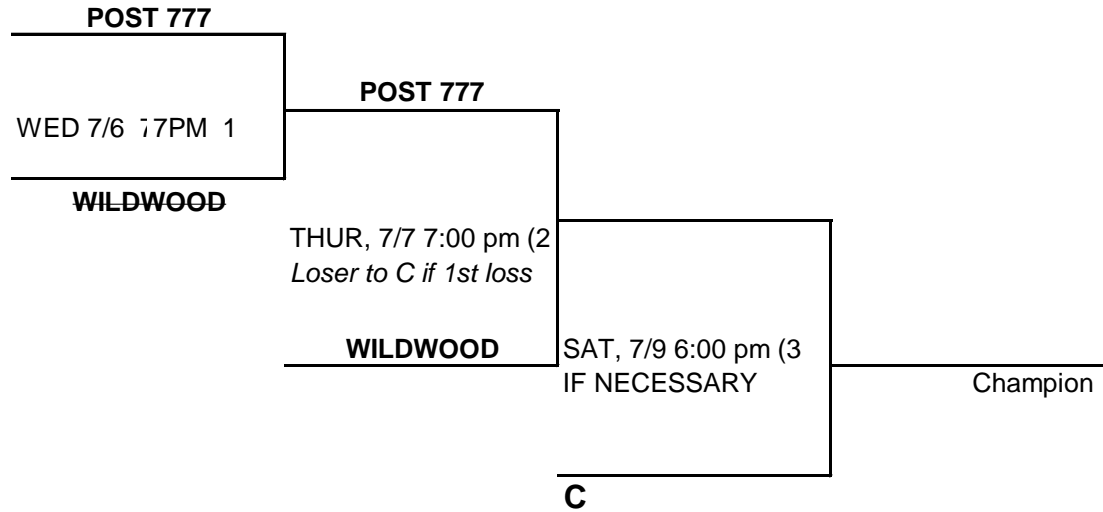 POST 777
POST 777
WED 7/6 77PM 1
WILDWOOD
THUR, 7/7 7:00 pm (2
Loser to C if 1st loss
WILDWOOD
SAT, 7/9 6:00 pm (3
IF NECESSARY
Champion
C